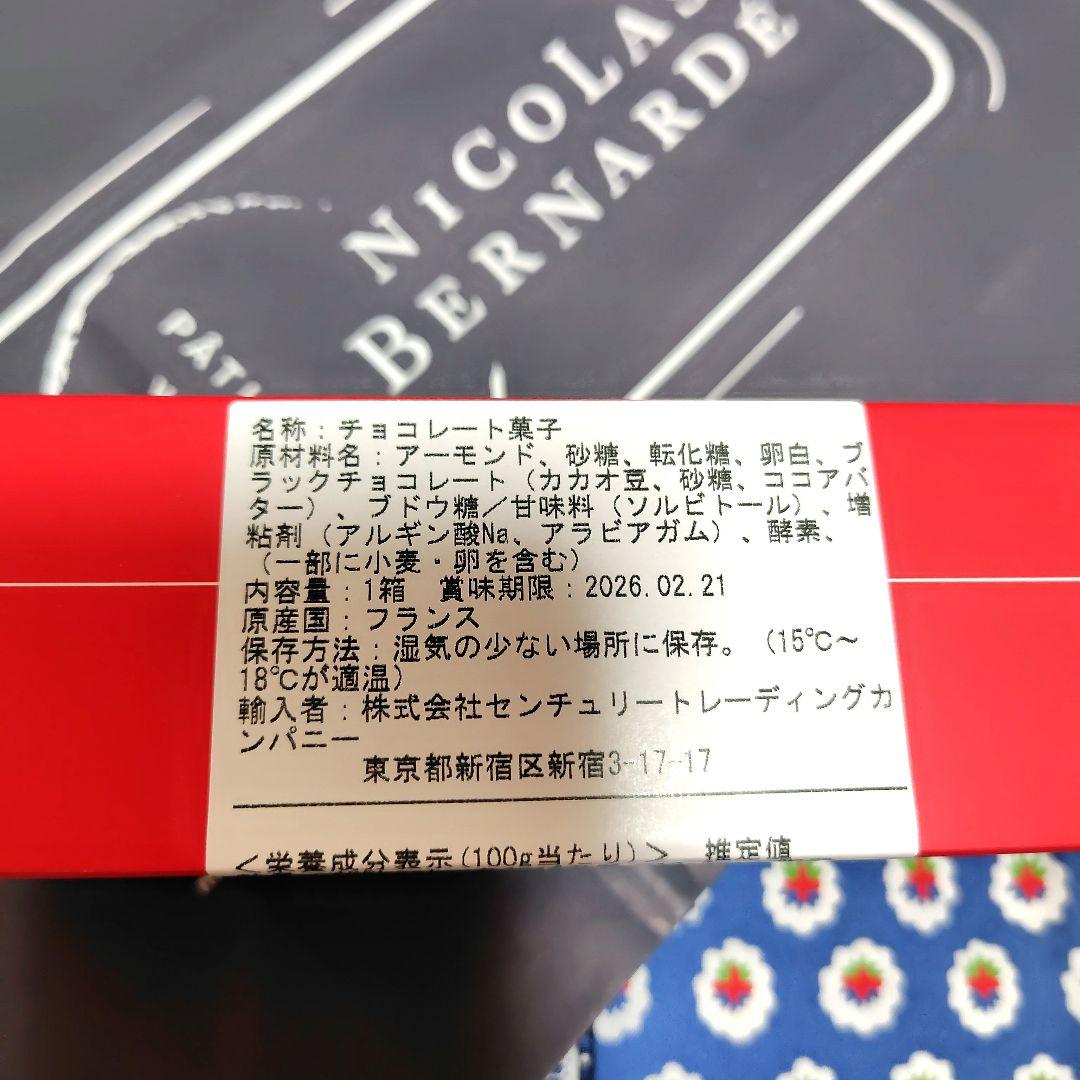 NICOLAS
BERNARDÉ
名称：チョコレート菓子
原材料名：アーモンド、砂糖、転化糖、卵白、ブ
ラックチョコレート（カカオ豆、砂糖、ココアバ
ター）、ブドウ糖／甘味料（ソルビトール）、増
粘剤（アルギン酸Na、アラビアガム）、酵素、
（一部に小麦・卵を含む）
内容量：1箱　賞味期限：2026.02.21
原産国：フランス
保存方法：湿気の少ない場所に保存。（15℃～
18℃が適温）
輸入者：株式会社センチュリートレーディングカ
ンパニー
東京都新宿区新宿3-17-17
＜栄養成分表示(100g当たり)＞　推定値